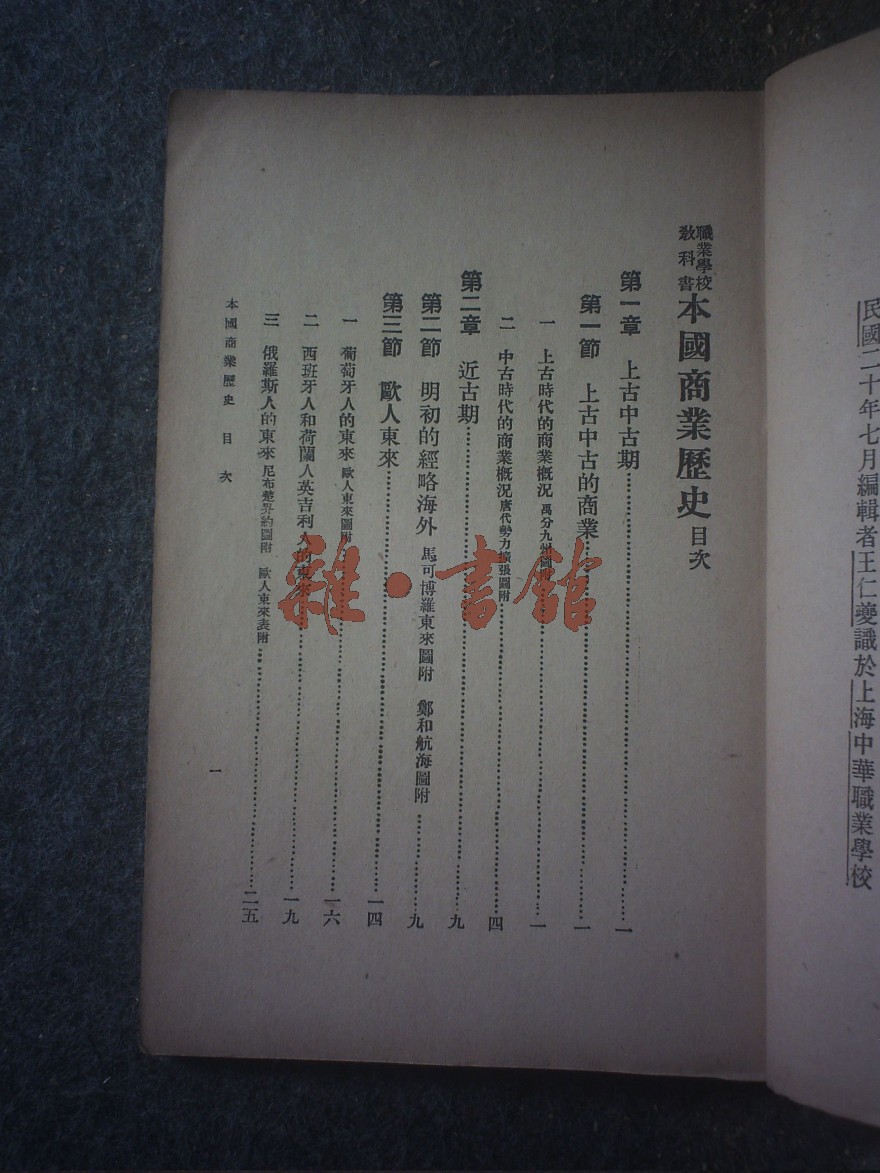 民國二十年七月編輯者王仁夔識於上海中華職業學校
職業學校
教科書
本國商業歷史 目次
第一章 上古中古期…一
第一節 上古中古的商業…一
一 上古時代的商業概況 禹分九州圖附…一
二 中古時代的商業概況 唐代勢力擴張圖附…四
第二章 近古期…九
第二節 明初的經略海外 馬可博羅東來圖附 鄭和航海圖附…九
第三節 歐人東來…一四
一 葡萄牙人的東來 歐人東來圖附…一六
二 西班牙人和荷蘭人英吉利人的東來…一九
三 俄羅斯人的東來 尼布楚界約圖附 歐人東來表附…二五
本國商業歷史 目次
一
雜·書館